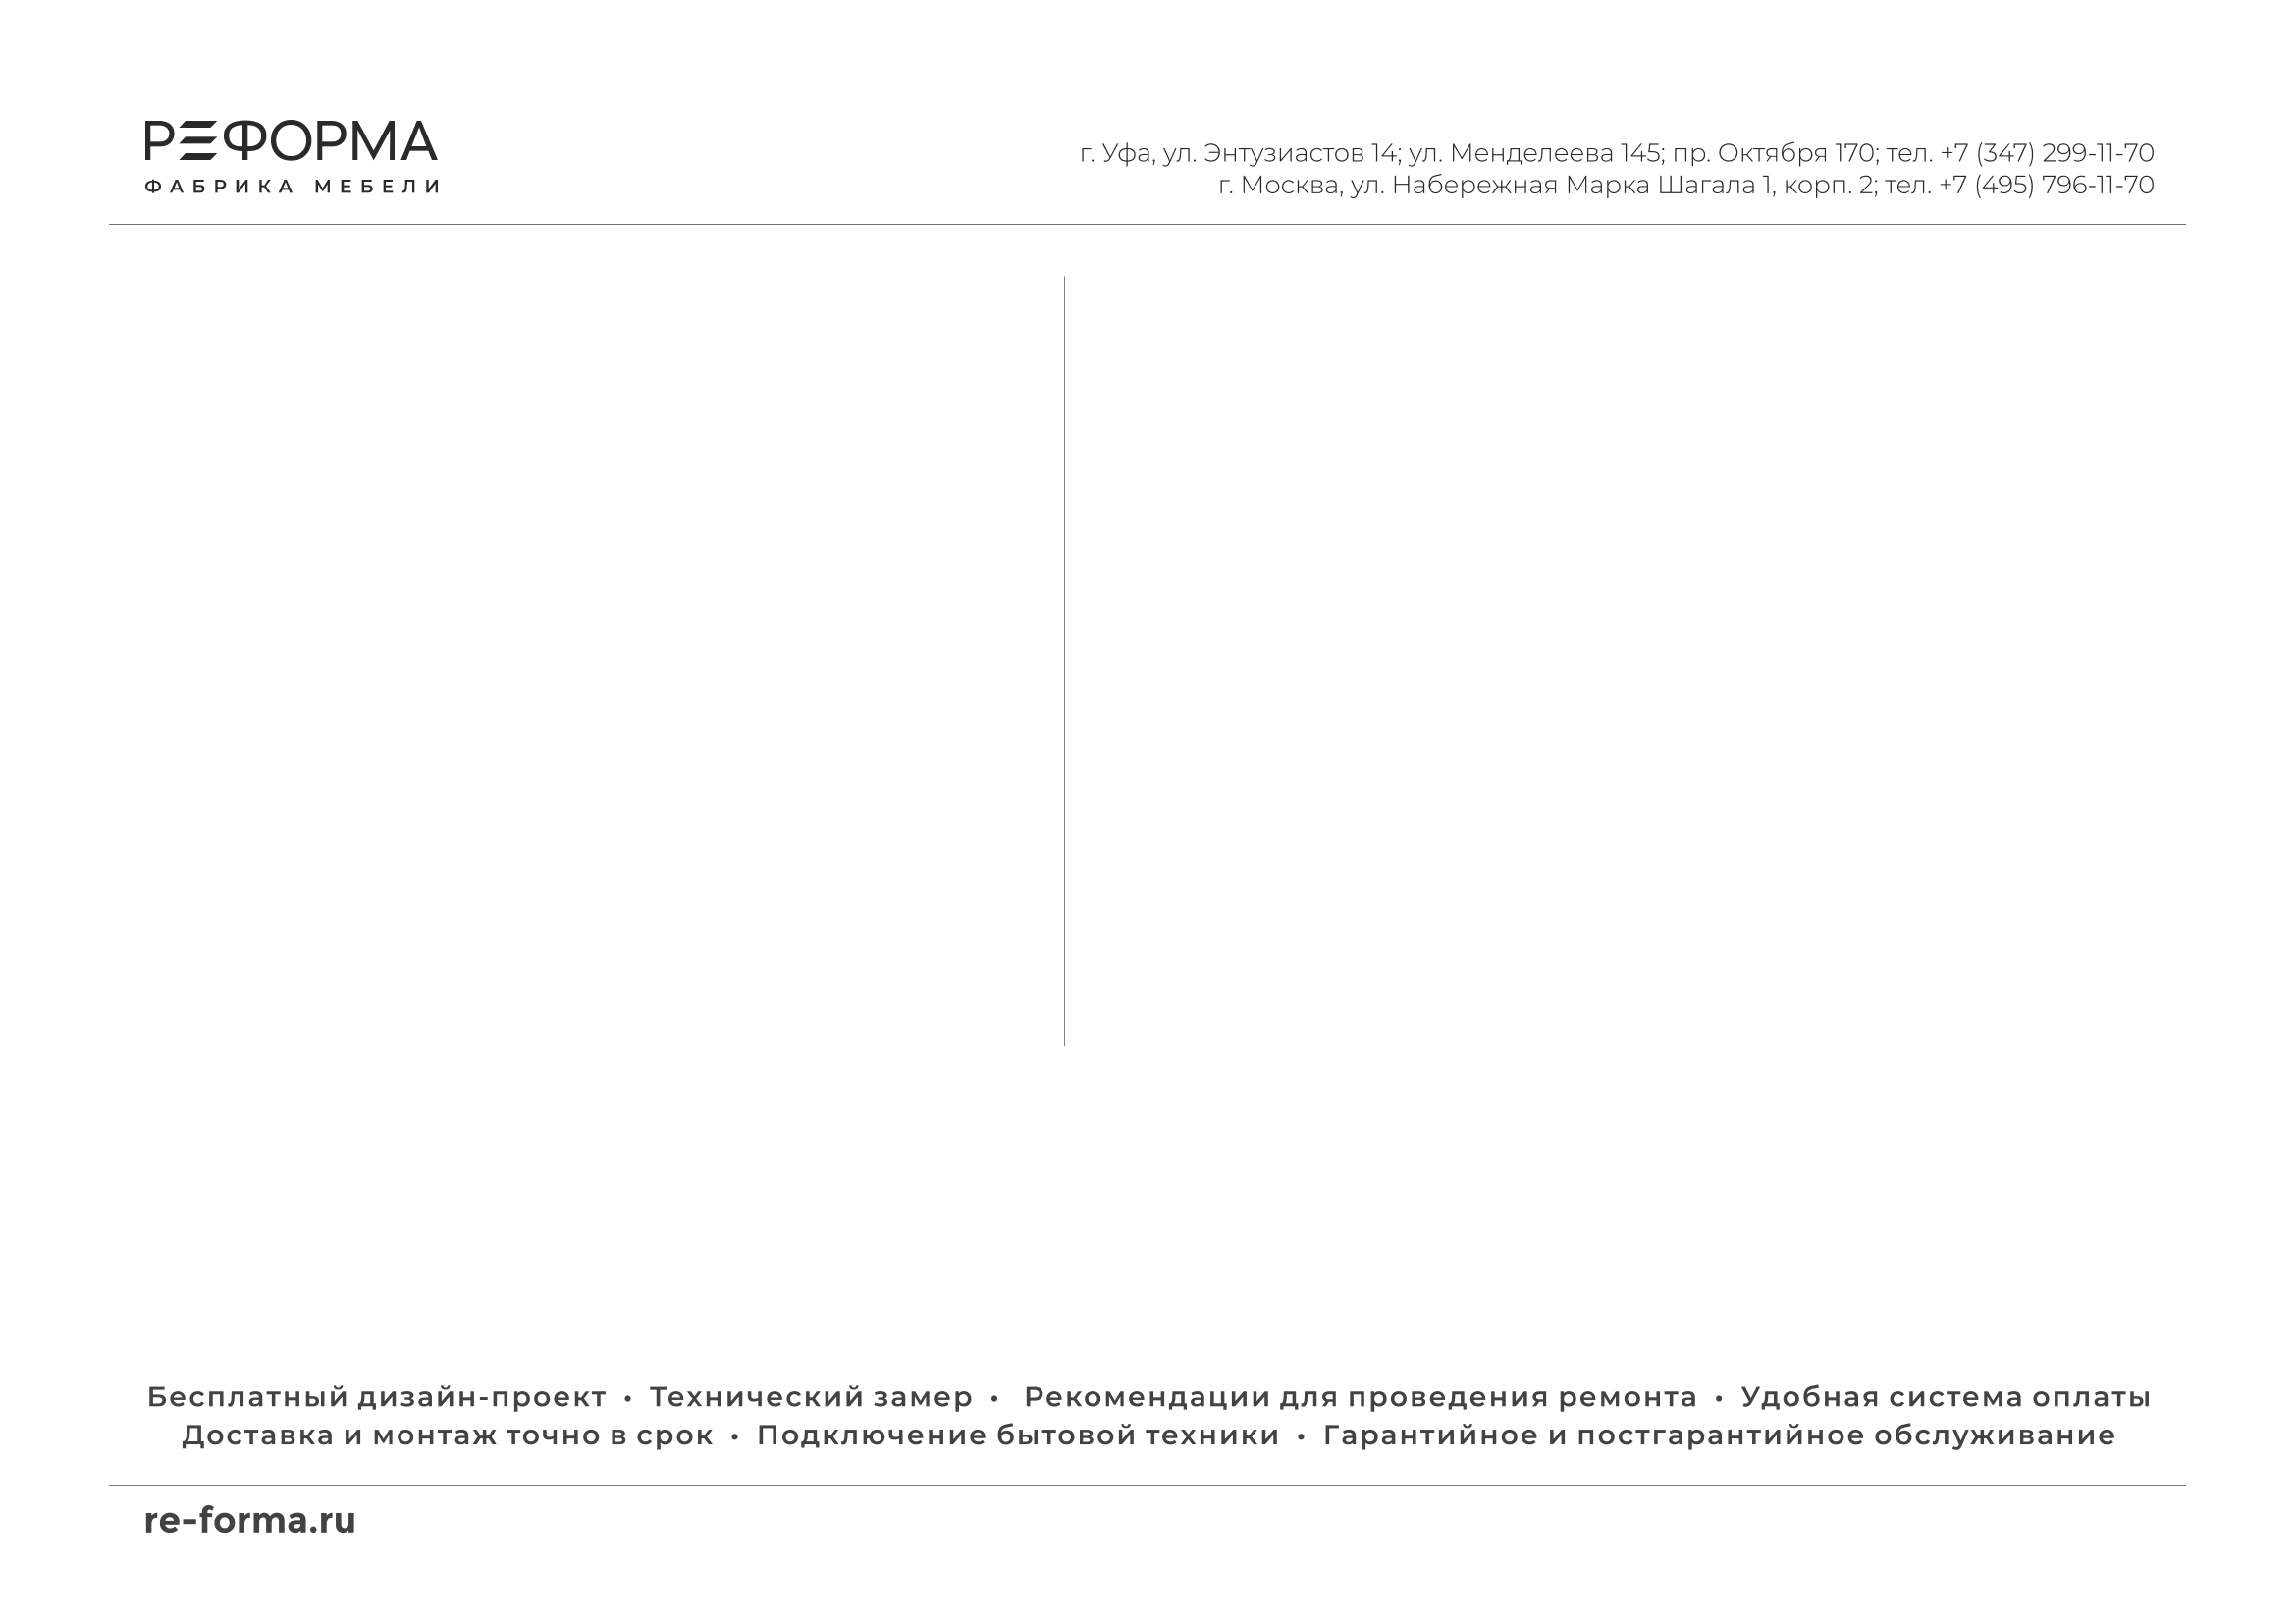 РЕФОРМА
ФАБРИКА МЕБЕЛИ
г. Уфа, ул. Энтузиастов 14; ул. Менделеева 145; пр. Октября 170; тел. +7 (347) 299-11-70
г. Москва, ул. Набережная Марка Шагала 1, корп. 2; тел. +7 (495) 796-11-70
Бесплатный дизайн-проект • Технический замер • Рекомендации для проведения ремонта • Удобная система оплаты
Доставка и монтаж точно в срок • Подключение бытовой техники • Гарантийное и постгарантийное обслуживание
re-forma.ru